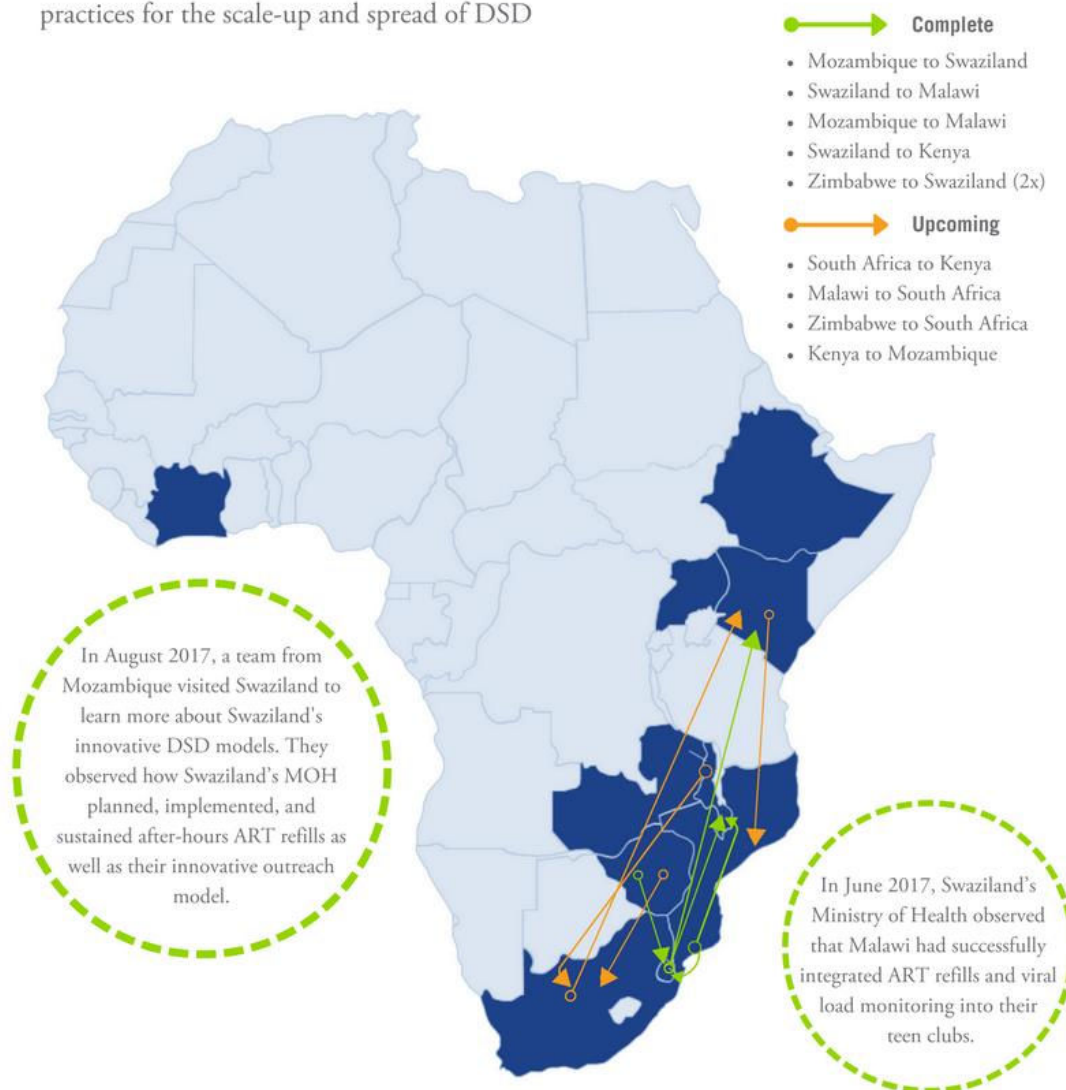 practices for the scale-up and spread of DSD
Complete
• Mozambique to Swaziland
• Swaziland to Malawi
• Mozambique to Malawi
• Swaziland to Kenya
• Zimbabwe to Swaziland (2x)
Upcoming
• South Africa to Kenya
• Malawi to South Africa
• Zimbabwe to South Africa
• Kenya to Mozambique
In August 2017, a team from
Mozambique visited Swaziland to
learn more about Swaziland's
innovative DSD models. They
observed how Swaziland's MOH
planned, implemented, and
sustained after-hours ART refills as
well as their innovative outreach
model.
In June 2017, Swaziland's
Ministry of Health observed
that Malawi had successfully
integrated ART refills and viral
load monitoring into their
teen clubs.